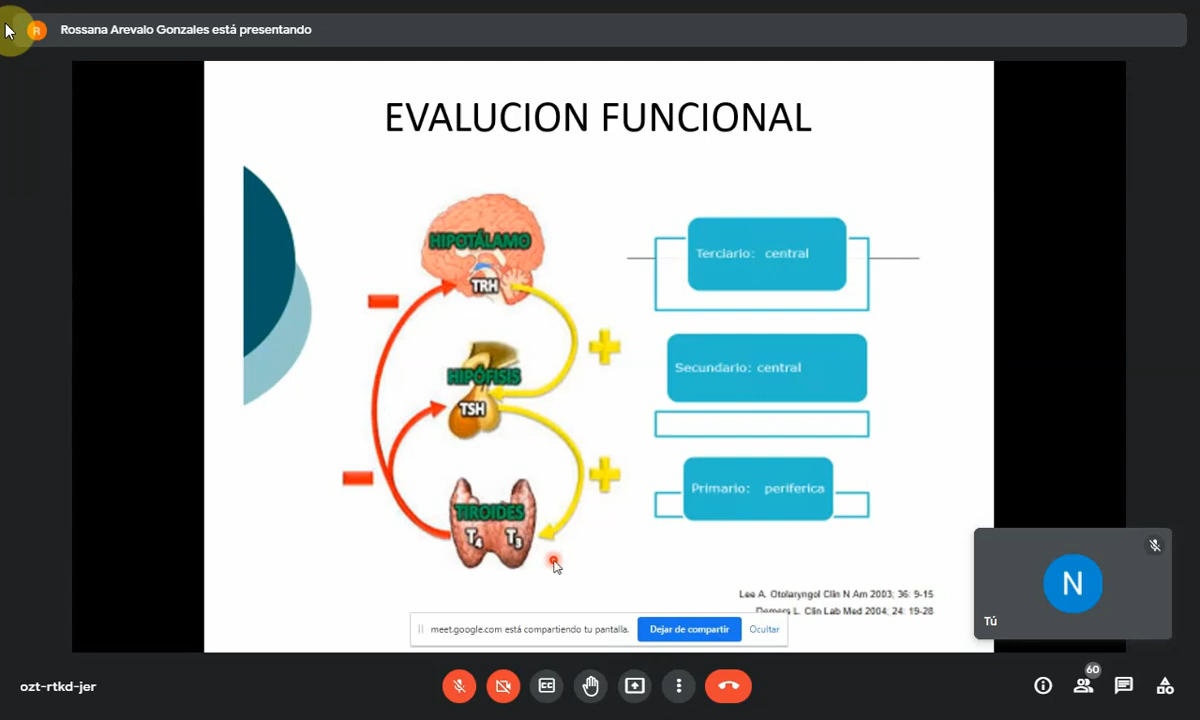 R
Rossana Arevalo Gonzales está presentando
EVALUCION FUNCIONAL
HIPOTÁLAMO
TRH
HIPÓFISIS
TSH
TIROIDES
T4 T3
Terciario: central
Secundario: central
Primario: periferica
Lee A. Otolaryngol Clin N Am 2003; 36: 9-15
Demers L. Clin Lab Med 2004; 24: 19-28
meet.google.com está compartiendo tu pantalla.
Dejar de compartir
Ocultar
N
Tú
ozt-rtkd-jer
CC
60